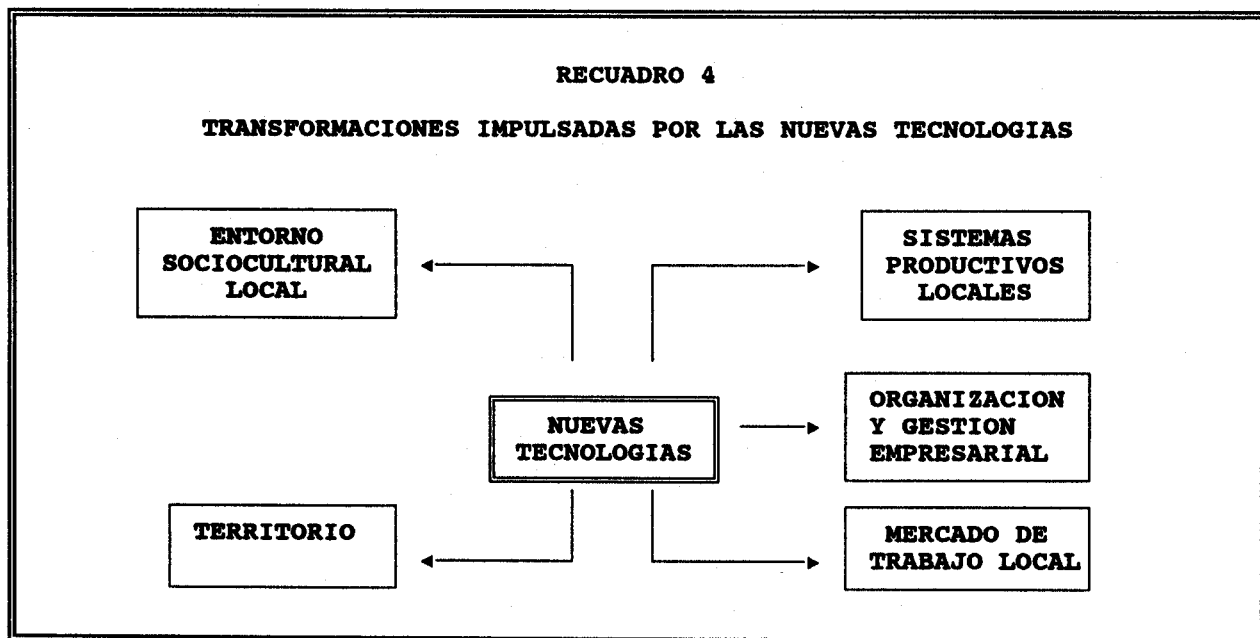 RECUADRO 4
TRANSFORMACIONES IMPULSADAS POR LAS NUEVAS TECNOLOGIAS
ENTORNO
SOCIOCULTURAL
LOCAL
SISTEMAS
PRODUCTIVOS
LOCALES
NUEVAS
TECNOLOGIAS
ORGANIZACION
Y GESTION
EMPRESARIAL
TERRITORIO
MERCADO DE
TRABAJO LOCAL